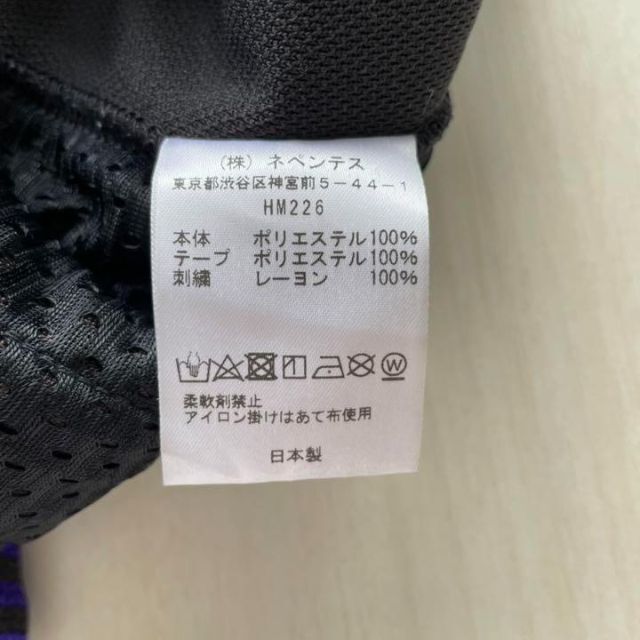 (株) ネペンテス
東京都渋谷区神宮前5-44-1
HM226
本体 ポリエステル100%
テープ ポリエステル100%
刺繍 レーヨン 100%
W
柔軟剤禁止
アイロン掛けはあて布使用
日本製